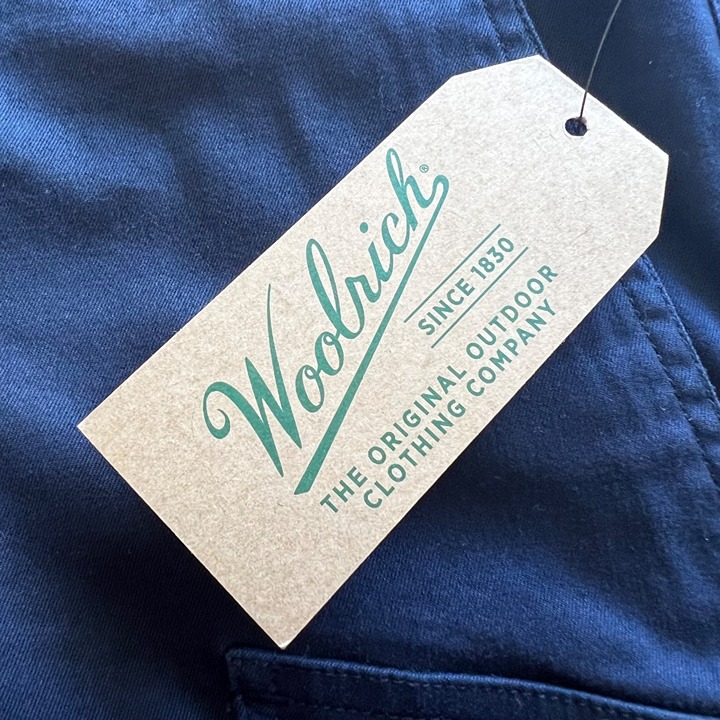 Woolrich®
SINCE 1830
THE ORIGINAL OUTDOOR
CLOTHING COMPANY